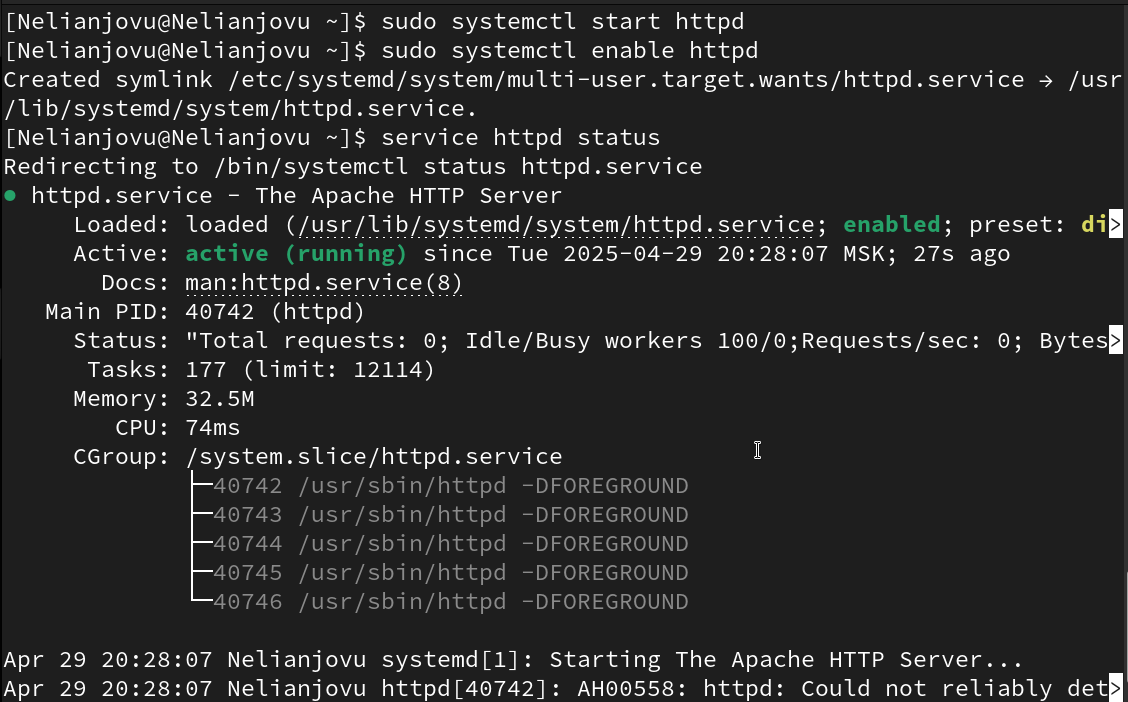 [Nelianjovu@Nelianjovu ~]$ sudo systemctl start httpd
[Nelianjovu@Nelianjovu ~]$ sudo systemctl enable httpd
Created symlink /etc/systemd/system/multi-user.target.wants/httpd.service → /usr
/lib/systemd/system/httpd.service.
[Nelianjovu@Nelianjovu ~]$ service httpd status
Redirecting to /bin/systemctl status httpd.service
● httpd.service - The Apache HTTP Server
     Loaded: loaded (/usr/lib/systemd/system/httpd.service; enabled; preset: di>
     Active: active (running) since Tue 2025-04-29 20:28:07 MSK; 27s ago
       Docs: man:httpd.service(8)
   Main PID: 40742 (httpd)
     Status: "Total requests: 0; Idle/Busy workers 100/0;Requests/sec: 0; Bytes>
      Tasks: 177 (limit: 12114)
     Memory: 32.5M
        CPU: 74ms
     CGroup: /system.slice/httpd.service
             ├─40742 /usr/sbin/httpd -DFOREGROUND
             ├─40743 /usr/sbin/httpd -DFOREGROUND
             ├─40744 /usr/sbin/httpd -DFOREGROUND
             ├─40745 /usr/sbin/httpd -DFOREGROUND
             └─40746 /usr/sbin/httpd -DFOREGROUND
Apr 29 20:28:07 Nelianjovu systemd[1]: Starting The Apache HTTP Server...
Apr 29 20:28:07 Nelianjovu httpd[40742]: AH00558: httpd: Could not reliably det>